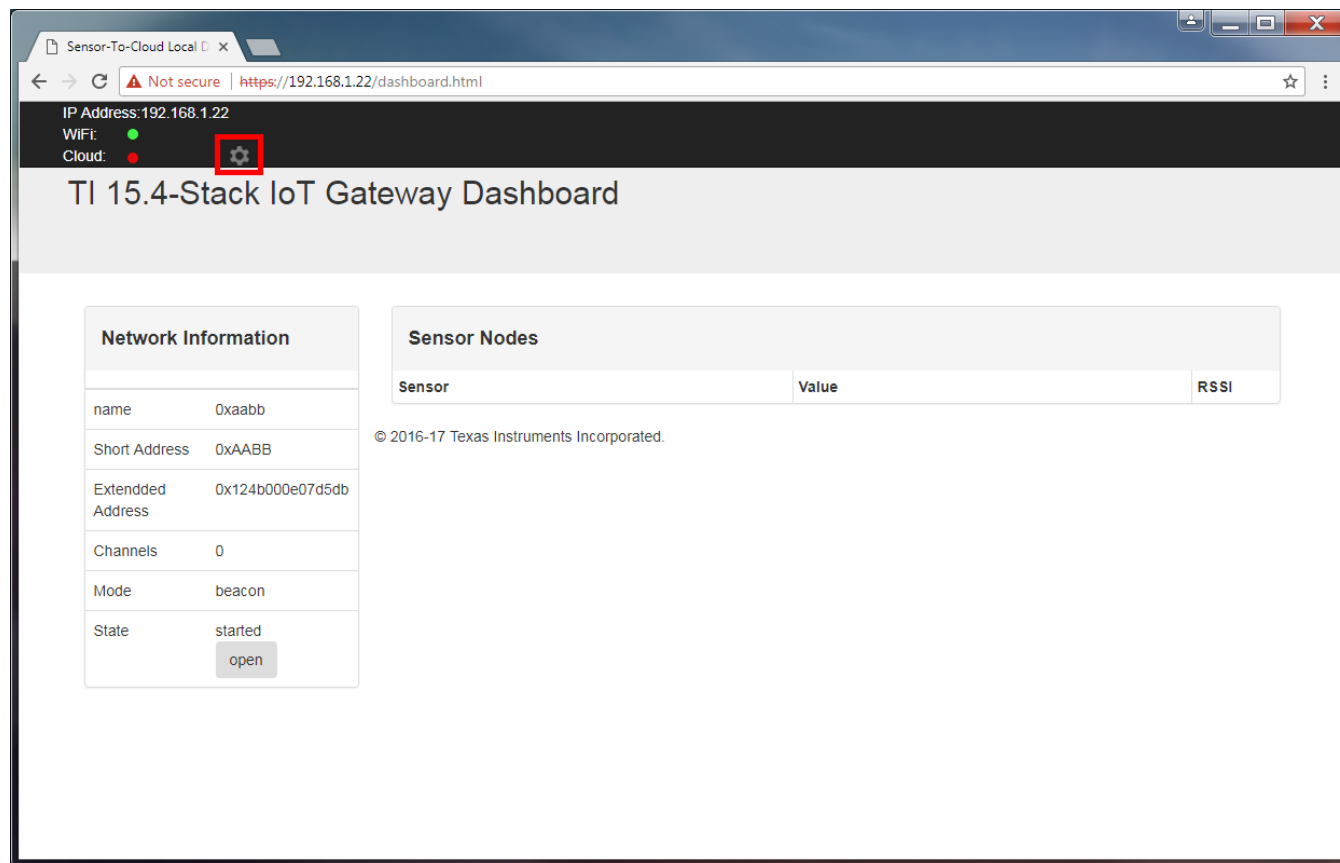 Sensor-To-Cloud Local D
Not secure | https://192.168.1.22/dashboard.html
IP Address:192.168.1.22
WiFi:
Cloud:
TI 15.4-Stack IoT Gateway Dashboard
Network Information
name 0xaabb
Short Address 0xAABB
Extendded Address 0x124b000e07d5db
Channels 0
Mode beacon
State started
open
Sensor Nodes
Sensor Value RSSI
© 2016-17 Texas Instruments Incorporated.